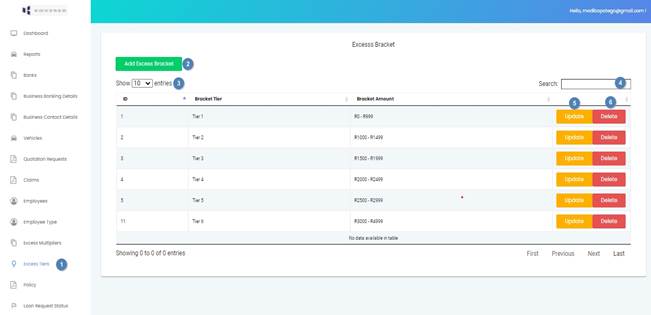 Hello, modibapotego@gmail.com !
Dashboard
Reports
Banks
Business Banking Details
Business Contact Details
Vehicles
Quotation Requests
Claims
Employees
Employee Type
Excess Multipliers
Excess Tiers 1
Policy
Loan Request Status
Excesss Bracket
Add Excess Bracket 2
Show 10 entries 3
Search: 4
ID Bracket Tier Bracket Amount 5 6
1 Tier 1 R0 - R999 Update Delete
2 Tier 2 R1000 - R1499 Update Delete
3 Tier 3 R1500 - R1999 Update Delete
4 Tier 4 R2000 - R2499 Update Delete
5 Tier 5 R2500 - R2999 Update Delete
11 Tier 6 R3000 - R4999 Update Delete
No data available in table
Showing 0 to 0 of 0 entries First Previous Next Last